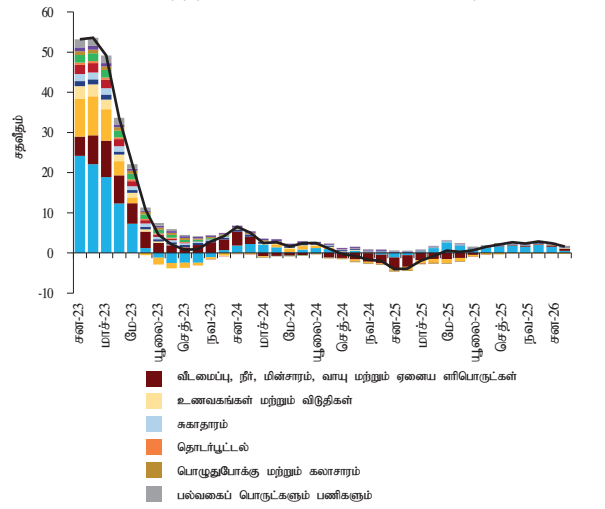 60
50
40
30
20
10
0
-10
சதவீதம்
சன-23
மார்ச்-23
மே-23
யூலை-23
செத்-23
நவ-23
சன-24
மார்ச்-24
மே-24
யூலை-24
செத்-24
நவ-24
சன-25
மார்ச்-25
மே-25
யூலை-25
செத்-25
நவ-25
சன-26
வீடமைப்பு, நீர், மின்சாரம், வாயு மற்றும் ஏனைய எரிபொருட்கள்
உணவகங்கள் மற்றும் விடுதிகள்
சுகாதாரம்
தொடர்பூட்டல்
பொழுதுபோக்கு மற்றும் கலாசாரம்
பல்வகைப் பொருட்களும் பணிகளும்